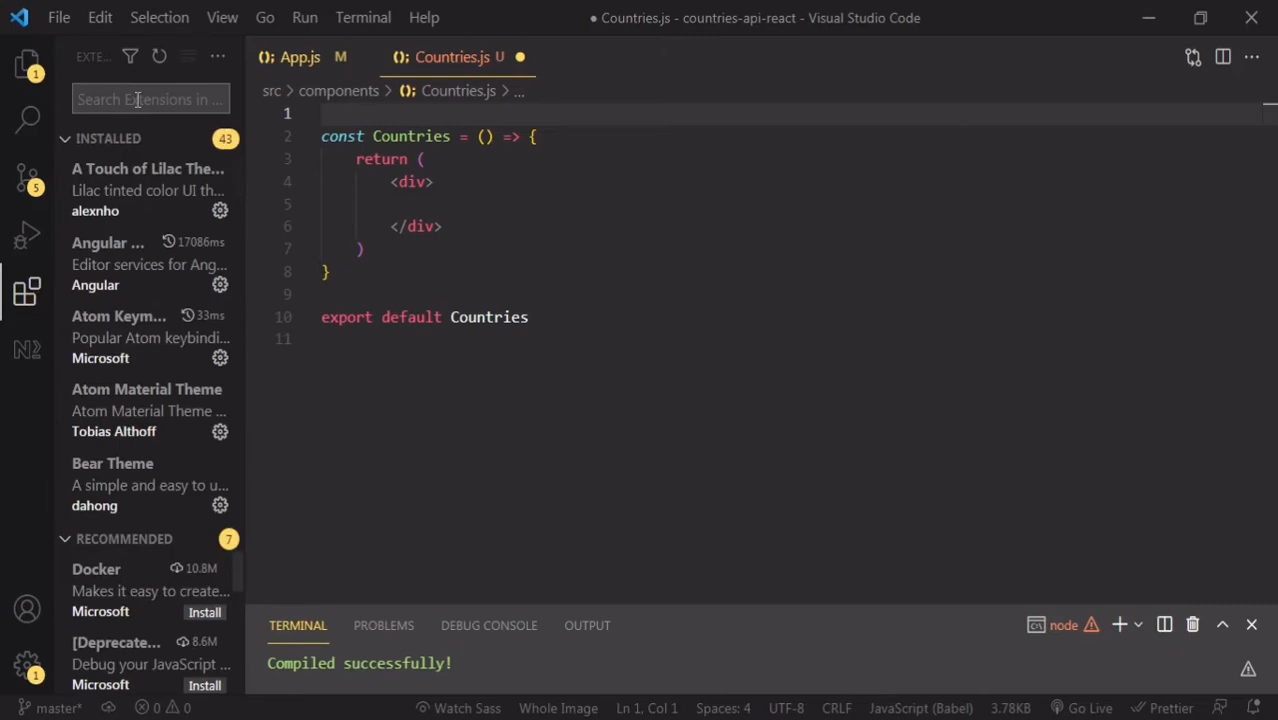 File Edit Selection View Go Run Terminal Help
● Countries.js - countries-api-react - Visual Studio Code
EXTE...
App.js M
Countries.js U
src > components > Countries.js > ...
Search Extensions in ...
INSTALLED 43
A Touch of Lilac The...
Lilac tinted color UI th...
alexnho
Angular ... 17086ms
Editor services for Ang...
Angular
Atom Keym... 33ms
Popular Atom keybindi...
Microsoft
Atom Material Theme
Atom Material Theme ...
Tobias Althoff
Bear Theme
A simple and easy to u...
dahong
RECOMMENDED 7
Docker 10.8M
Makes it easy to create...
Microsoft Install
[Deprecate... 8.6M
Debug your JavaScript ...
Microsoft Install
1
5
1
1
2 const Countries = () => {
3 return (
4 <div>
5
6 </div>
7 )
8 }
9
10 export default Countries
11
TERMINAL PROBLEMS DEBUG CONSOLE OUTPUT
node
Compiled successfully!
master* 0 0 Watch Sass Whole Image Ln 1, Col 1 Spaces: 4 UTF-8 CRLF JavaScript (Babel) 3.78KB Go Live Prettier